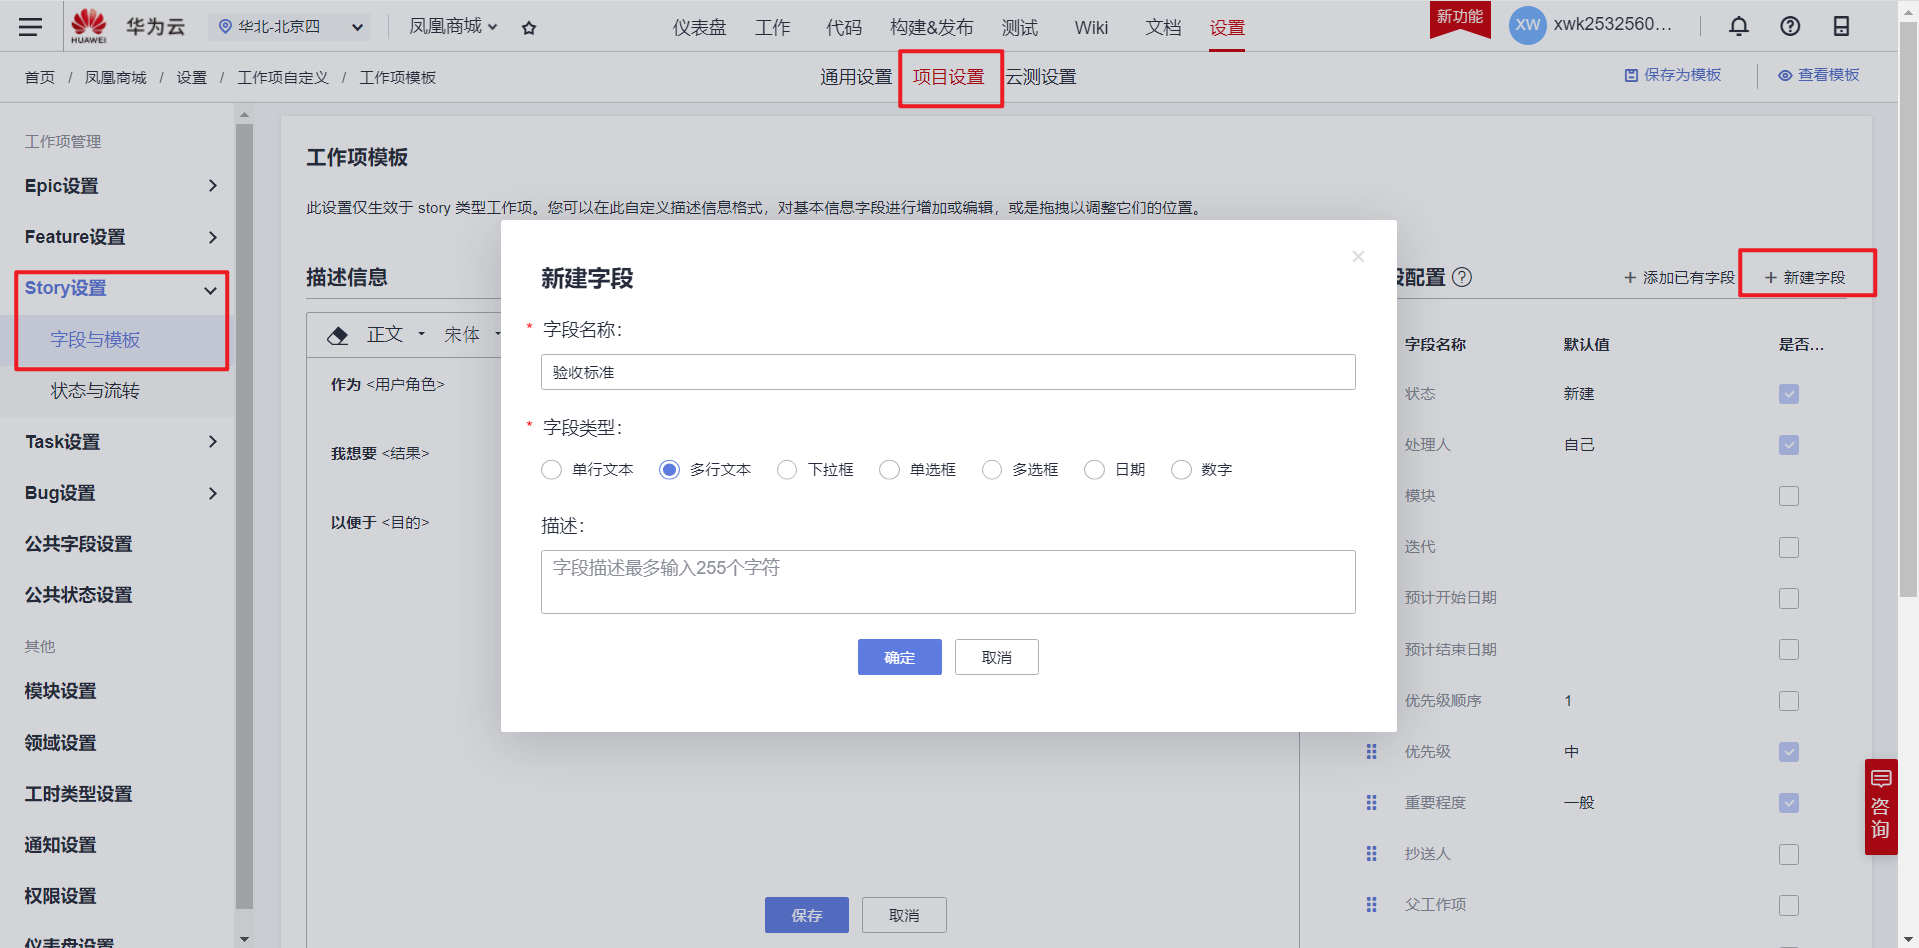 HUAWEI
华为云
华北-北京四
凤凰商城
仪表盘 工作 代码 构建&发布 测试 Wiki 文档 设置
新功能
XW
xwk2532560...
首页 / 凤凰商城 / 设置 / 工作项自定义 / 工作项模板
通用设置 项目设置 云测设置
保存为模板
查看模板
工作项管理
Epic设置
Feature设置
Story设置
字段与模板
状态与流转
Task设置
Bug设置
公共字段设置
公共状态设置
其他
模块设置
领域设置
工时类型设置
通知设置
权限设置
仪表盘设置
工作项模板
此设置仅生效于 story 类型工作项。您可以在此自定义描述信息格式，对基本信息字段进行增加或编辑，或是拖拽以调整它们的位置。
描述信息
正文 宋体
作为 <用户角色>
我想要 <结果>
以便于 <目的>
保存 取消
新建字段
* 字段名称：
验收标准
* 字段类型：
单行文本 多行文本 下拉框 单选框 多选框 日期 数字
描述：
字段描述最多输入255个字符
确定 取消
段配置 ?
+ 添加已有字段
+ 新建字段
字段名称 默认值 是否...
状态 新建
处理人 自己
模块
迭代
预计开始日期
预计结束日期
优先级顺序 1
优先级 中
重要程度 一般
抄送人
父工作项
咨
询